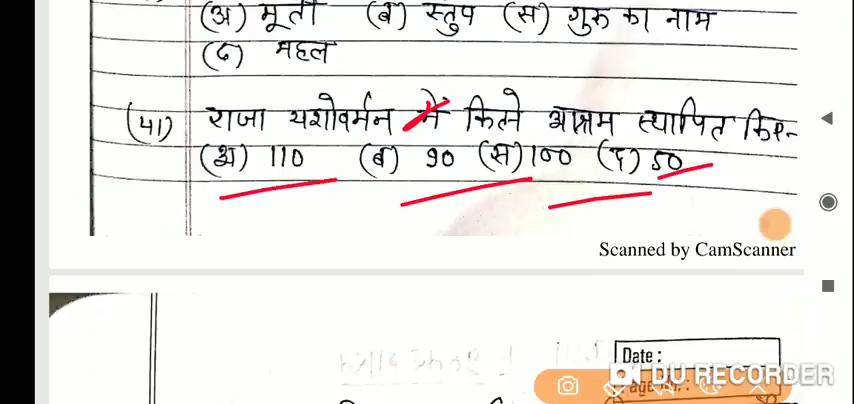 (अ) मूर्ती (ब) स्तुप (स) गुरु का नाम
(द) महल
(41) राजा यशोवर्मन में कितने आश्रम स्थापित किए-
(अ) 110 (ब) 90 (स) 100 (द) 50
Scanned by CamScanner
Date :
DU RECORDER